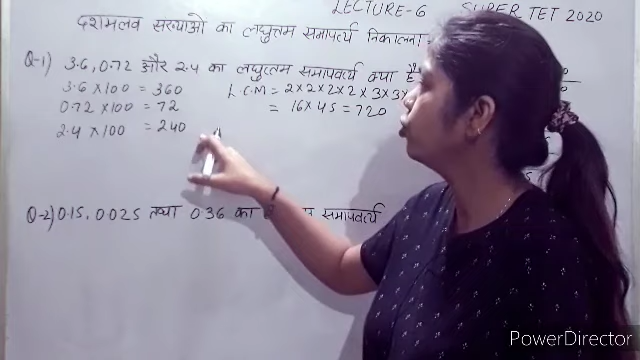 LECTURE-6 SUPER TET 2020
दशमलव संख्याओ का लघुत्तम समापवर्त्य निकालना -
Q-1) 3.6, 0.72 और 2.4 का लघुत्तम समापवर्त्य क्या है
3.6 × 100 = 360 L.C.M = 2×2×2×2×3×3×
0.72 × 100 = 72 = 16 × 45 = 720
2.4 × 100 = 240
Q-2) 0.15, 0.025 तथा 0.36 का समापवर्त्य
PowerDirector